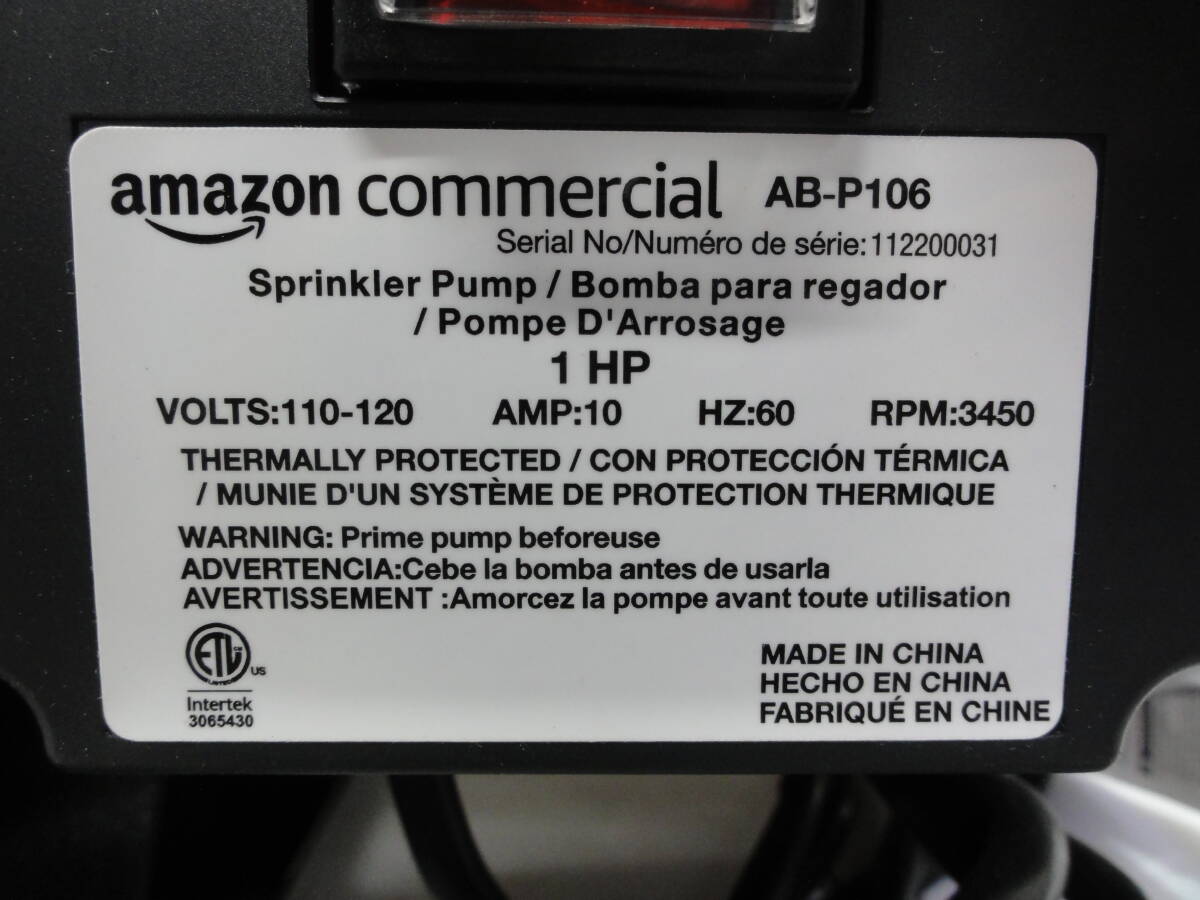 amazon commercial AB-P106
Serial No/Numéro de série:112200031
Sprinkler Pump / Bomba para regador
/ Pompe D'Arrosage
1 HP
VOLTS:110-120 AMP:10 HZ:60 RPM:3450
THERMALLY PROTECTED / CON PROTECCIÓN TÉRMICA
/ MUNIE D'UN SYSTÈME DE PROTECTION THERMIQUE
WARNING: Prime pump beforeuse
ADVERTENCIA:Cebe la bomba antes de usarla
AVERTISSEMENT :Amorcez la pompe avant toute utilisation
ETL US
Intertek
3065430
MADE IN CHINA
HECHO EN CHINA
FABRIQUÉ EN CHINE